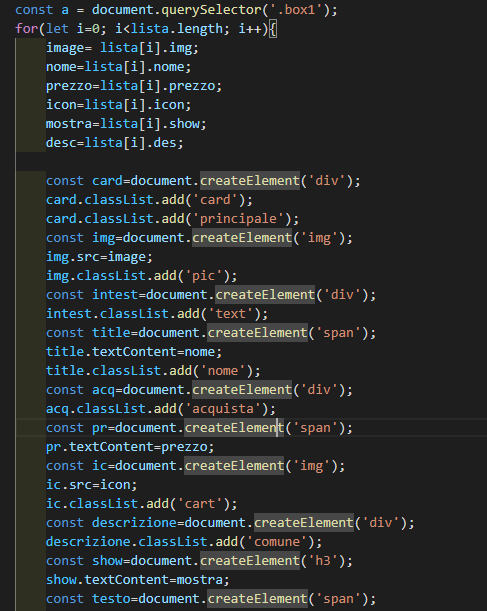 const a = document.querySelector('.box1');
for(let i=0; i<lista.length; i++){
image= lista[i].img;
nome=lista[i].nome;
prezzo=lista[i].prezzo;
icon=lista[i].icon;
mostra=lista[i].show;
desc=lista[i].des;
const card=document.createElement('div');
card.classList.add('card');
card.classList.add('principale');
const img=document.createElement('img');
img.src=image;
img.classList.add('pic');
const intest=document.createElement('div');
intest.classList.add('text');
const title=document.createElement('span');
title.textContent=nome;
title.classList.add('nome');
const acq=document.createElement('div');
acq.classList.add('acquista');
const pr=document.createElement('span');
pr.textContent=prezzo;
const ic=document.createElement('img');
ic.src=icon;
ic.classList.add('cart');
const descrizione=document.createElement('div');
descrizione.classList.add('comune');
const show=document.createElement('h3');
show.textContent=mostra;
const testo=document.createElement('span');